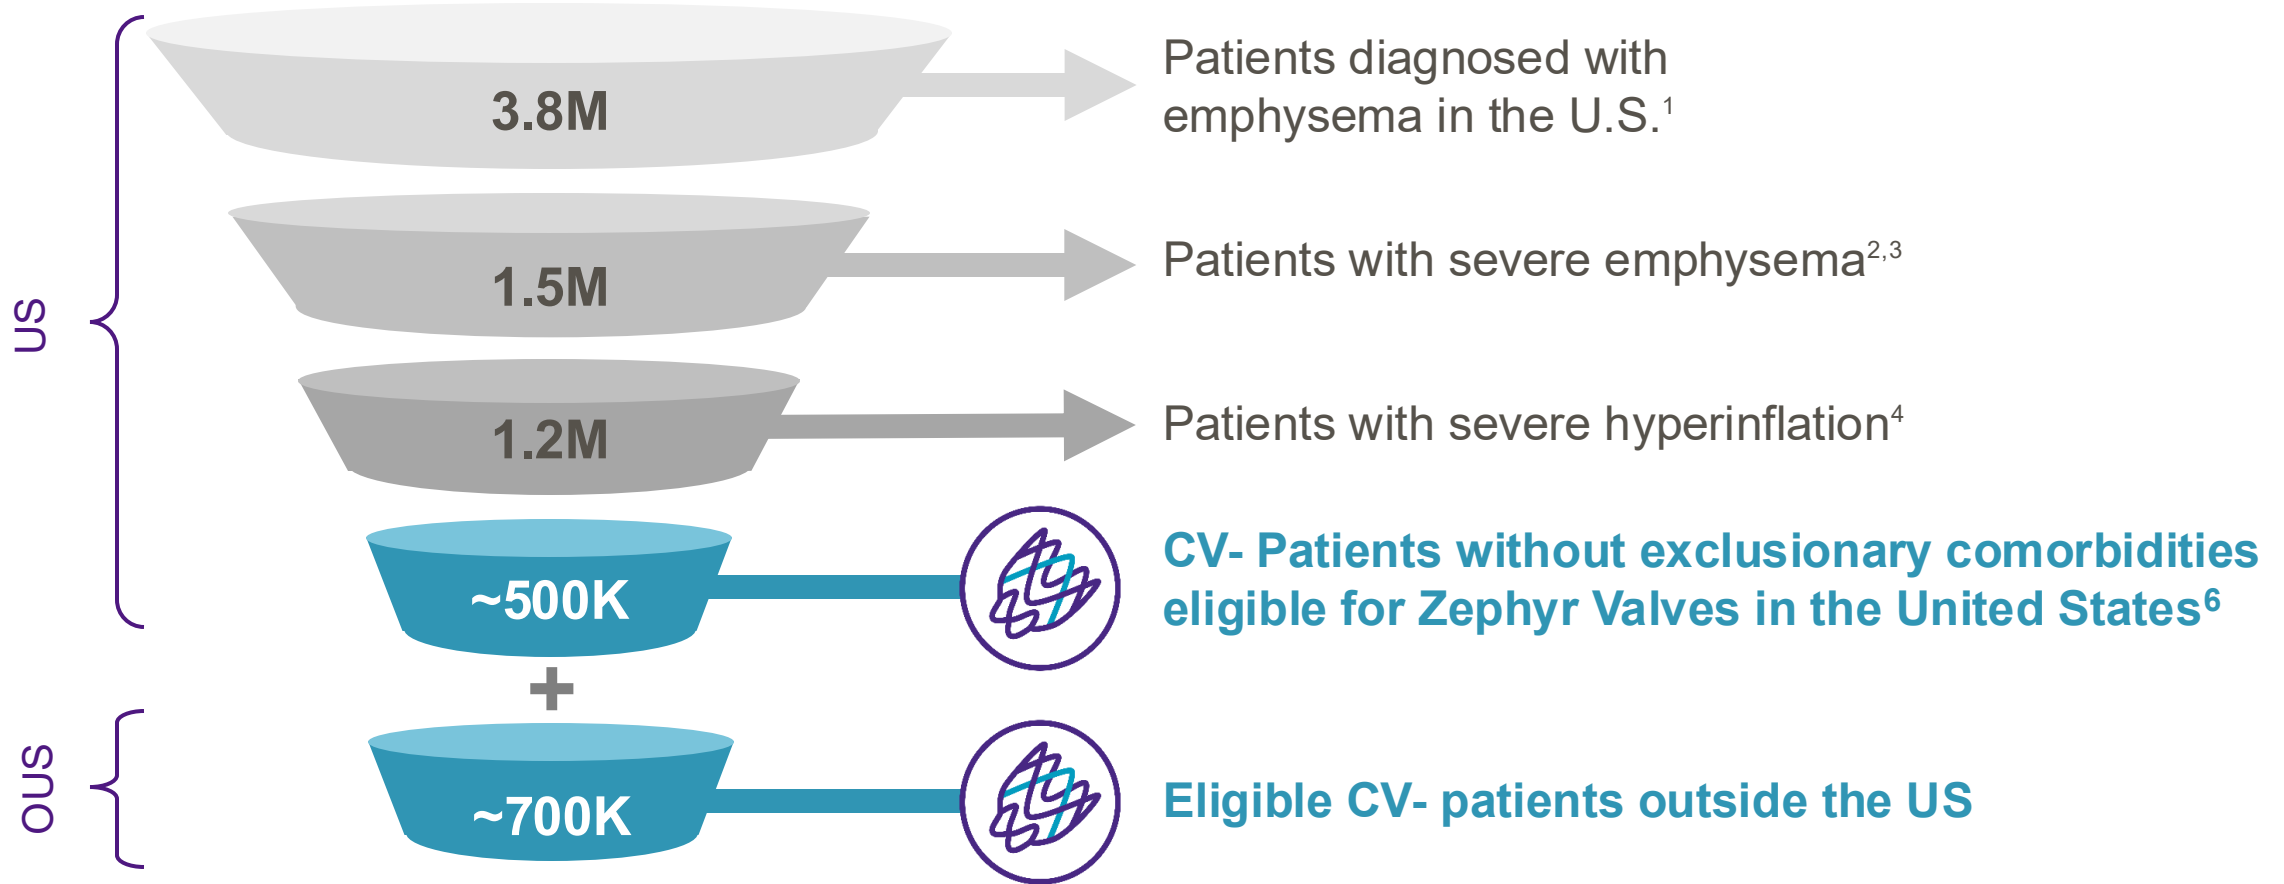 US
3.8M
Patients diagnosed with
emphysema in the U.S.¹
1.5M
Patients with severe emphysema²,³
1.2M
Patients with severe hyperinflation⁴
~500K
CV- Patients without exclusionary comorbidities
eligible for Zephyr Valves in the United States⁶
+
OUS
~700K
Eligible CV- patients outside the US